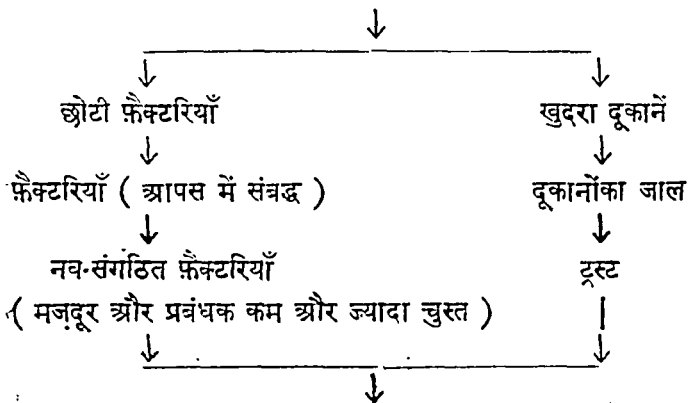 छोटी फ़ैक्टरियाँ
खुदरा दूकानें
फ़ैक्टरियाँ ( आपस में संबद्ध )
दूकानोंका जाल
नव-संगठित फ़ैक्टरियाँ
ट्रस्ट
( मज़दूर और प्रबंधक कम और ज्यादा चुस्त )